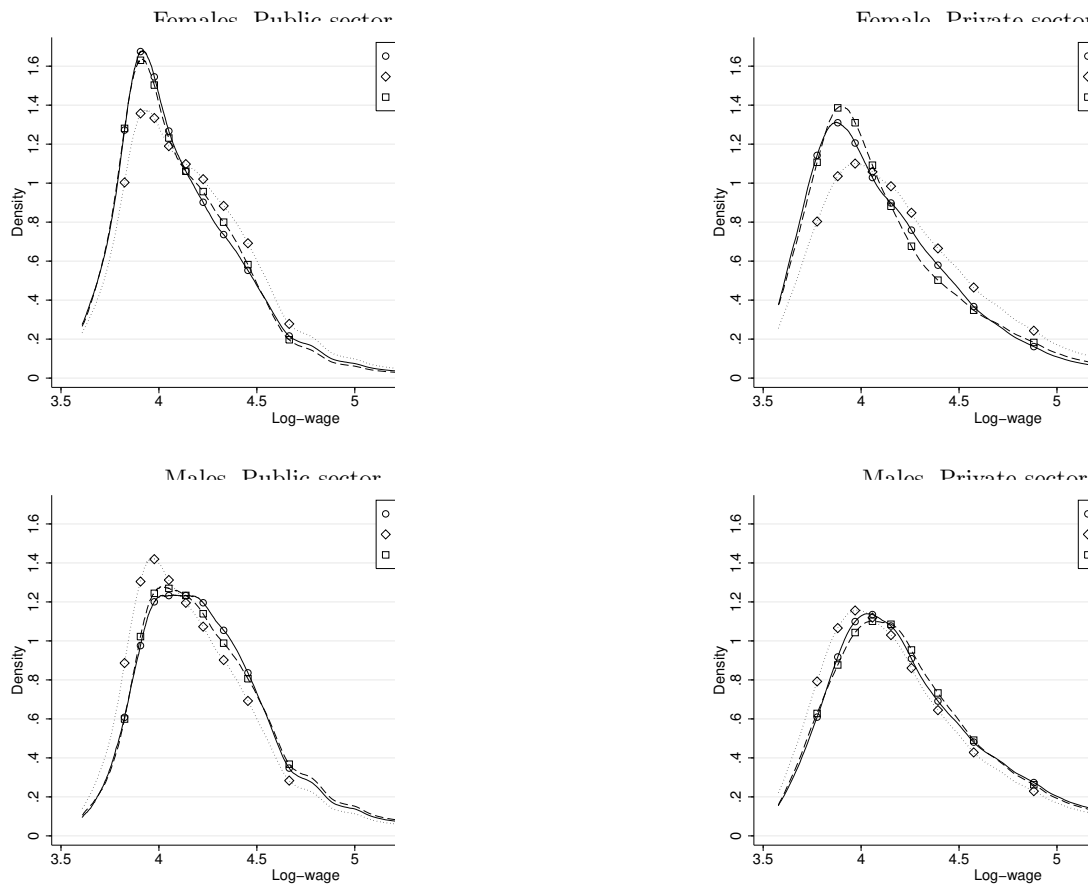 Females, Public sector
Female, Private sector
Density
0 .2 .4 .6 .8 1 1.2 1.4 1.6
3.5 4 4.5 5
Log−wage
Density
0 .2 .4 .6 .8 1 1.2 1.4 1.6
3.5 4 4.5 5
Log−wage
Males, Public sector
Males, Private sector
Density
0 .2 .4 .6 .8 1 1.2 1.4 1.6
3.5 4 4.5 5
Log−wage
Density
0 .2 .4 .6 .8 1 1.2 1.4 1.6
3.5 4 4.5 5
Log−wage